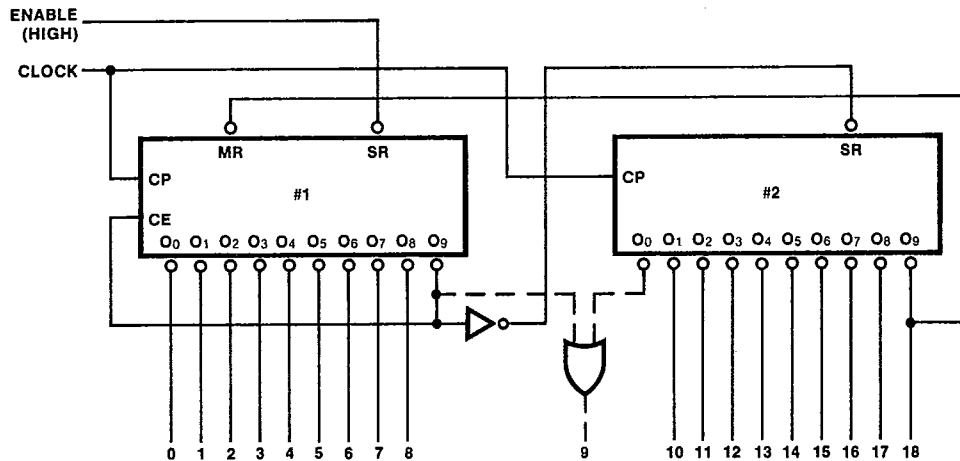 ENABLE
(HIGH)
CLOCK
MR SR
SR
CP
#1
CP
#2
CE
O₀ O₁ O₂ O₃ O₄ O₅ O₆ O₇ O₈ O₉
O₀ O₁ O₂ O₃ O₄ O₅ O₆ O₇ O₈ O₉
0 1 2 3 4 5 6 7 8 9 10 11 12 13 14 15 16 17 18